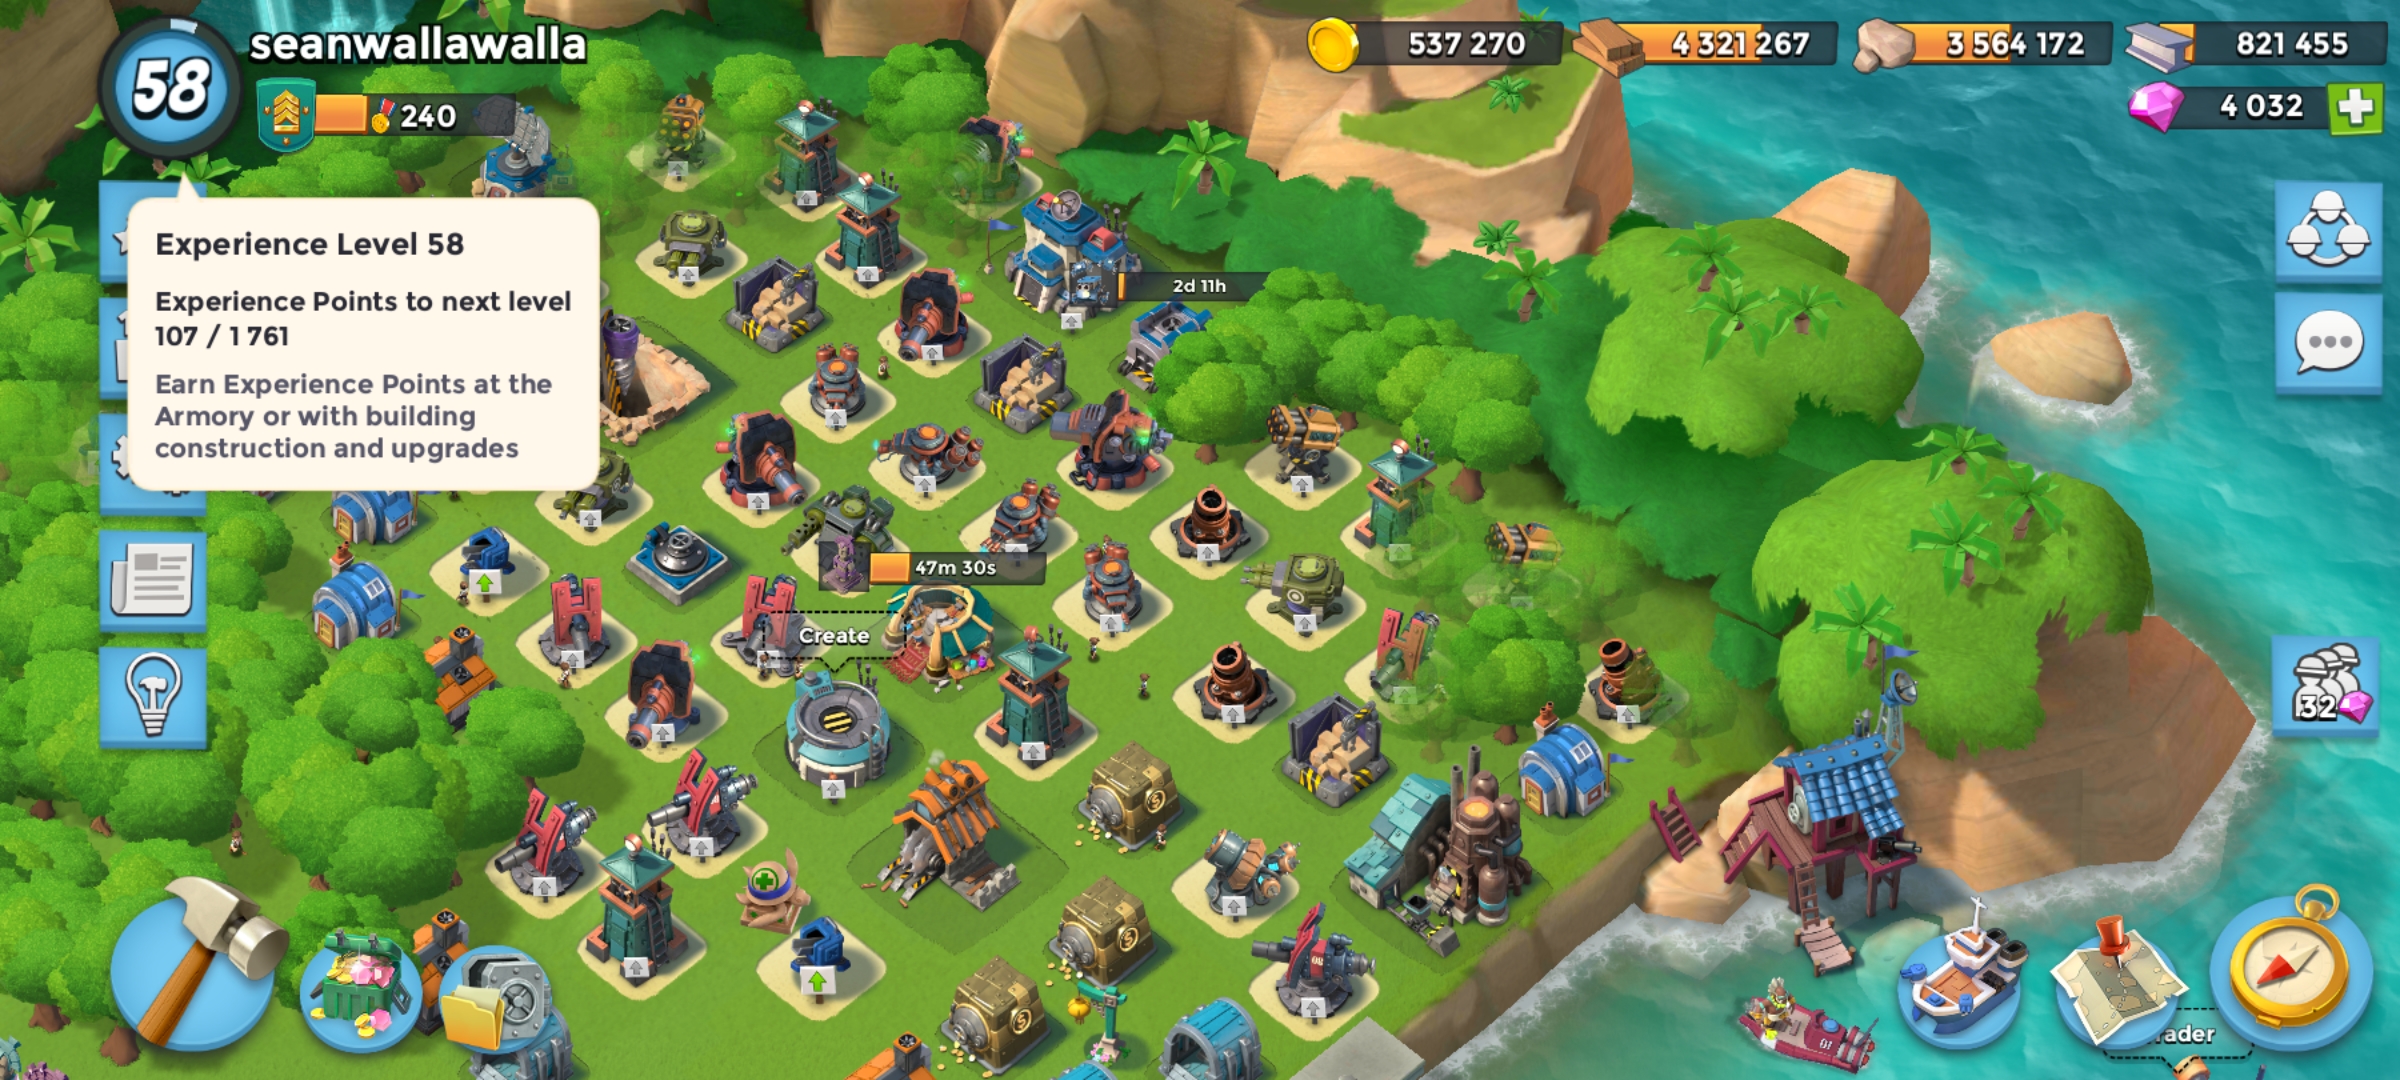 58
seanwallawalla
240
537 270
4 321 267
3 564 172
821 455
4 032
Experience Level 58
Experience Points to next level
107 / 1 761
Earn Experience Points at the
Armory or with building
construction and upgrades
2d 11h
47m 30s
Create
32